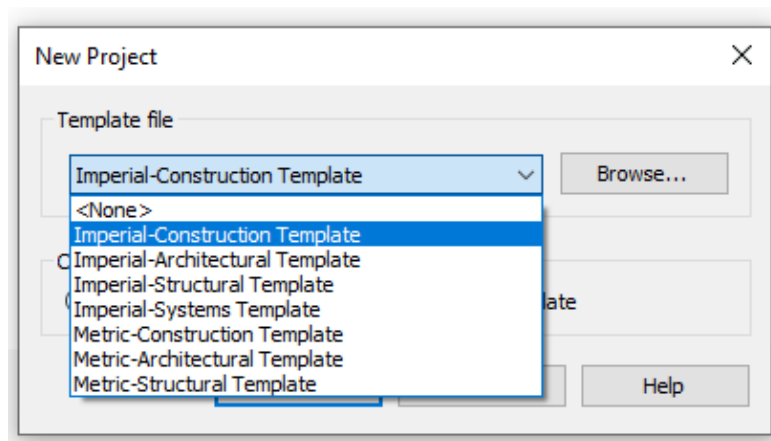 New Project
Template file
Imperial-Construction Template
Browse...
<None>
Imperial-Construction Template
Imperial-Architectural Template
Imperial-Structural Template
Imperial-Systems Template
Metric-Construction Template
Metric-Architectural Template
Metric-Structural Template
Help